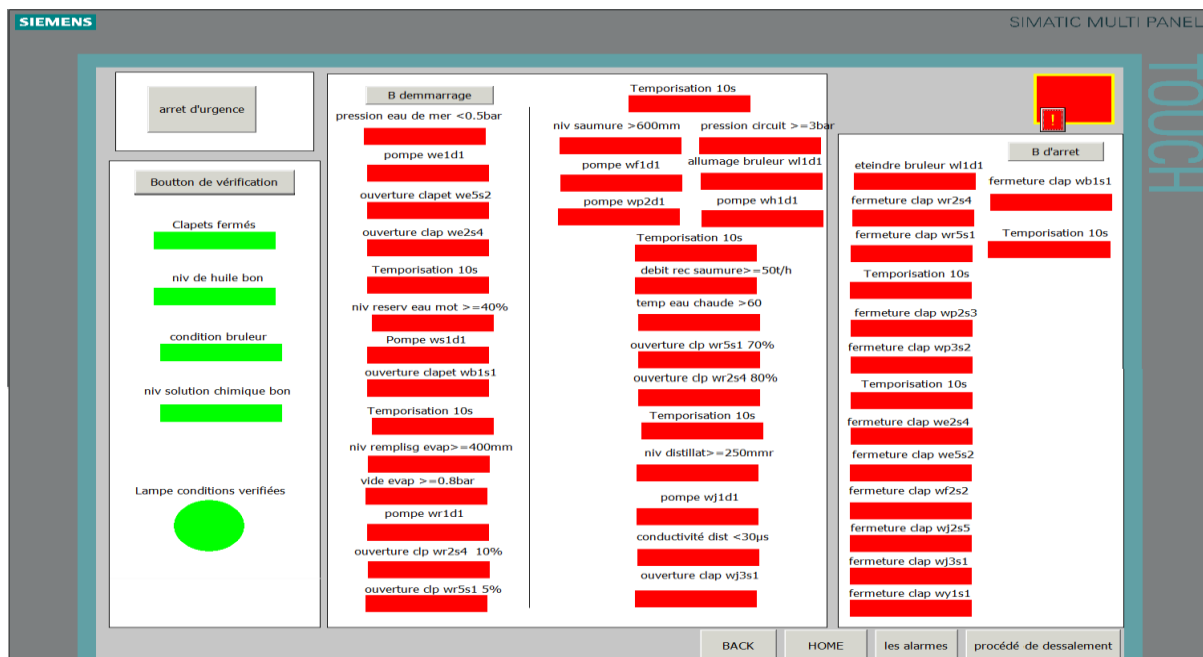 SIEMENS
SIMATIC MULTI PANEL
TOUCH
arret d'urgence
Boutton de vérification
Clapets fermés
niv de huile bon
condition bruleur
niv solution chimique bon
Lampe conditions verifiées
B demmarrage
pression eau de mer <0.5bar
pompe we1d1
ouverture clapet we5s2
ouverture clap we2s4
Temporisation 10s
niv reserv eau mot >=40%
Pompe ws1d1
ouverture clapet wb1s1
Temporisation 10s
niv remplisg evap>=400mm
vide evap >=0.8bar
pompe wr1d1
ouverture clp wr2s4 10%
ouverture clp wr5s1 5%
Temporisation 10s
niv saumure >600mm
pression circuit >=3bar
pompe wf1d1
allumage bruleur wl1d1
pompe wp2d1
pompe wh1d1
Temporisation 10s
debit rec saumure>=50t/h
temp eau chaude >60
ouverture clp wr5s1 70%
ouverture clp wr2s4 80%
Temporisation 10s
niv distillat>=250mmr
pompe wj1d1
conductivité dist <30µs
ouverture clap wj3s1
!
B d'arret
eteindre bruleur wl1d1
fermeture clap wr2s4
fermeture clap wr5s1
Temporisation 10s
fermeture clap wp2s3
fermeture clap wp3s2
Temporisation 10s
fermeture clap we2s4
fermeture clap we5s2
fermeture clap wf2s2
fermeture clap wj2s5
fermeture clap wj3s1
fermeture clap wy1s1
fermeture clap wb1s1
Temporisation 10s
BACK
HOME
les alarmes
procédé de dessalement